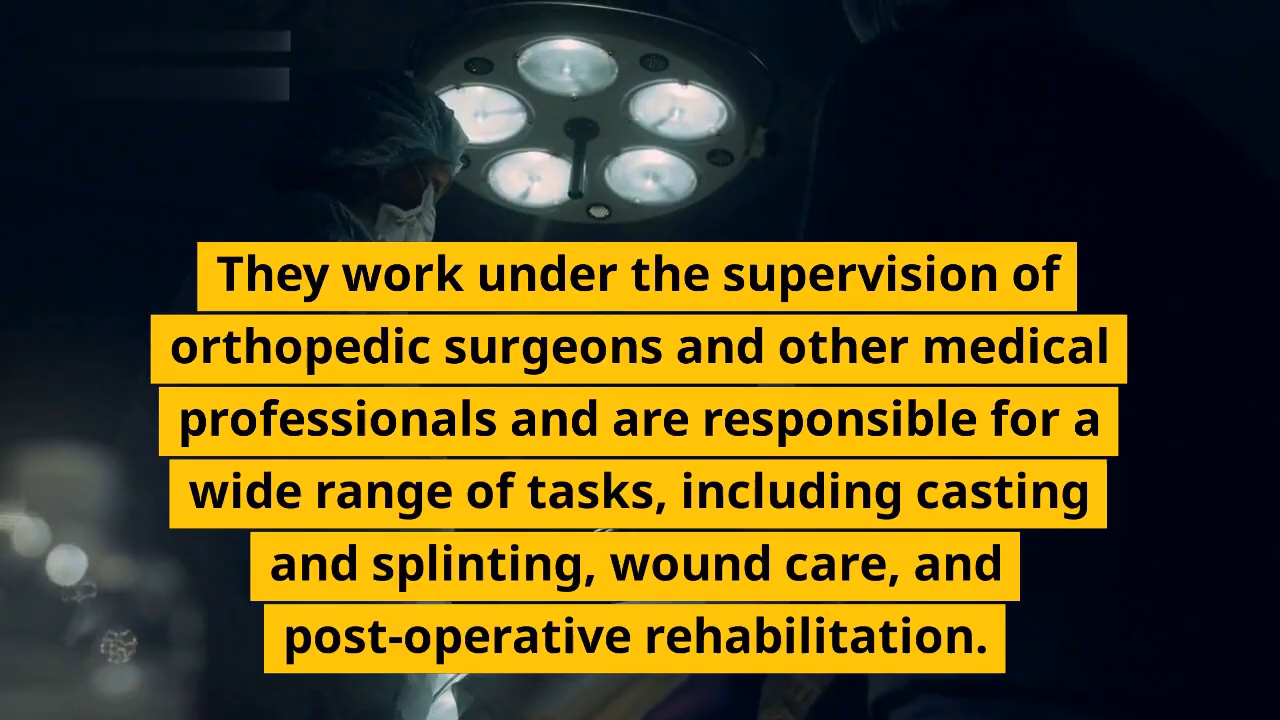 They work under the supervision of
orthopedic surgeons and other medical
professionals and are responsible for a
wide range of tasks, including casting
and splinting, wound care, and
post-operative rehabilitation.